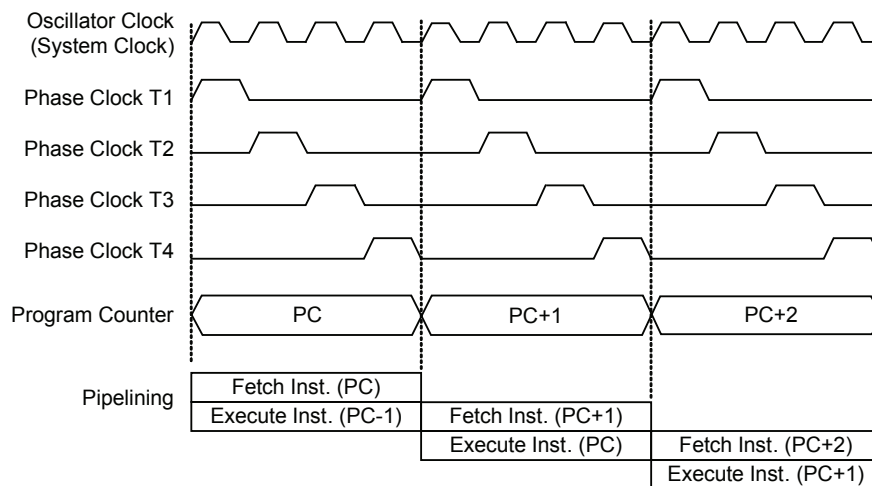 Oscillator Clock
(System Clock)
Phase Clock T1
Phase Clock T2
Phase Clock T3
Phase Clock T4
Program Counter
PC
PC+1
PC+2
Pipelining
Fetch Inst. (PC)
Execute Inst. (PC-1)
Fetch Inst. (PC+1)
Execute Inst. (PC)
Fetch Inst. (PC+2)
Execute Inst. (PC+1)